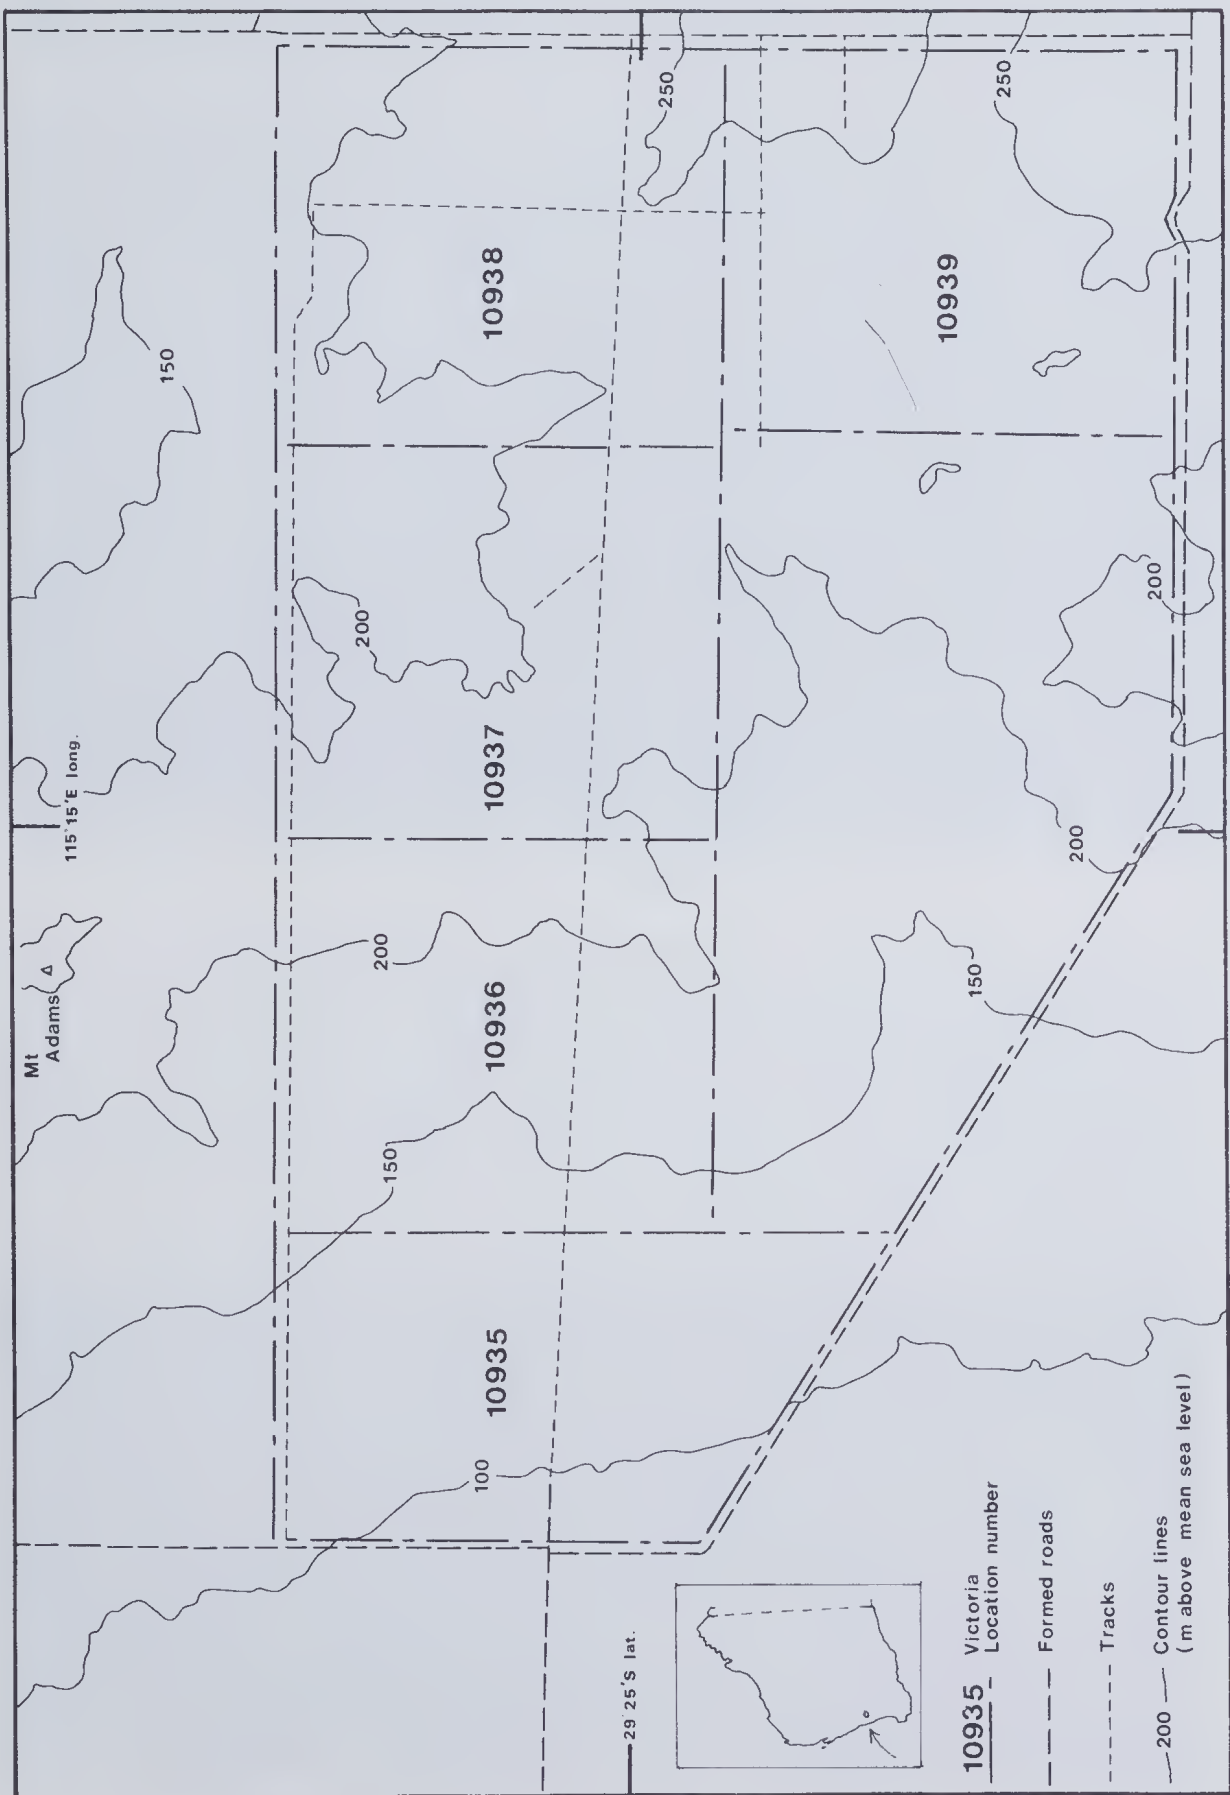 Mt
Adams
115°15'E long.
150
200
200
150
100
10935
10936
10937
10938
29°25'S lat.
250
10939
250
150
200
200
10935 Victoria
Location number
Formed roads
Tracks
200 Contour lines
(m above mean sea level)